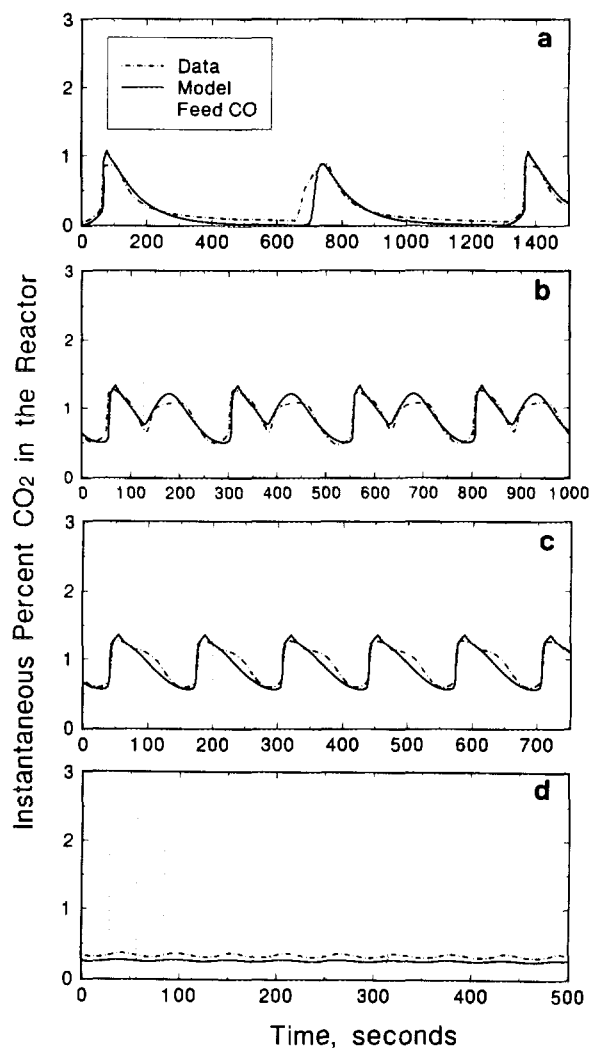 3
a
Data
Model
Feed CO
2
1
0
0 200 400 600 800 1000 1200 1400
3
b
2
1
0
0 100 200 300 400 500 600 700 800 900 1000
3
c
2
1
0
0 100 200 300 400 500 600 700
3
d
2
1
0
0 100 200 300 400 500
Instantaneous Percent CO2 in the Reactor
Time, seconds